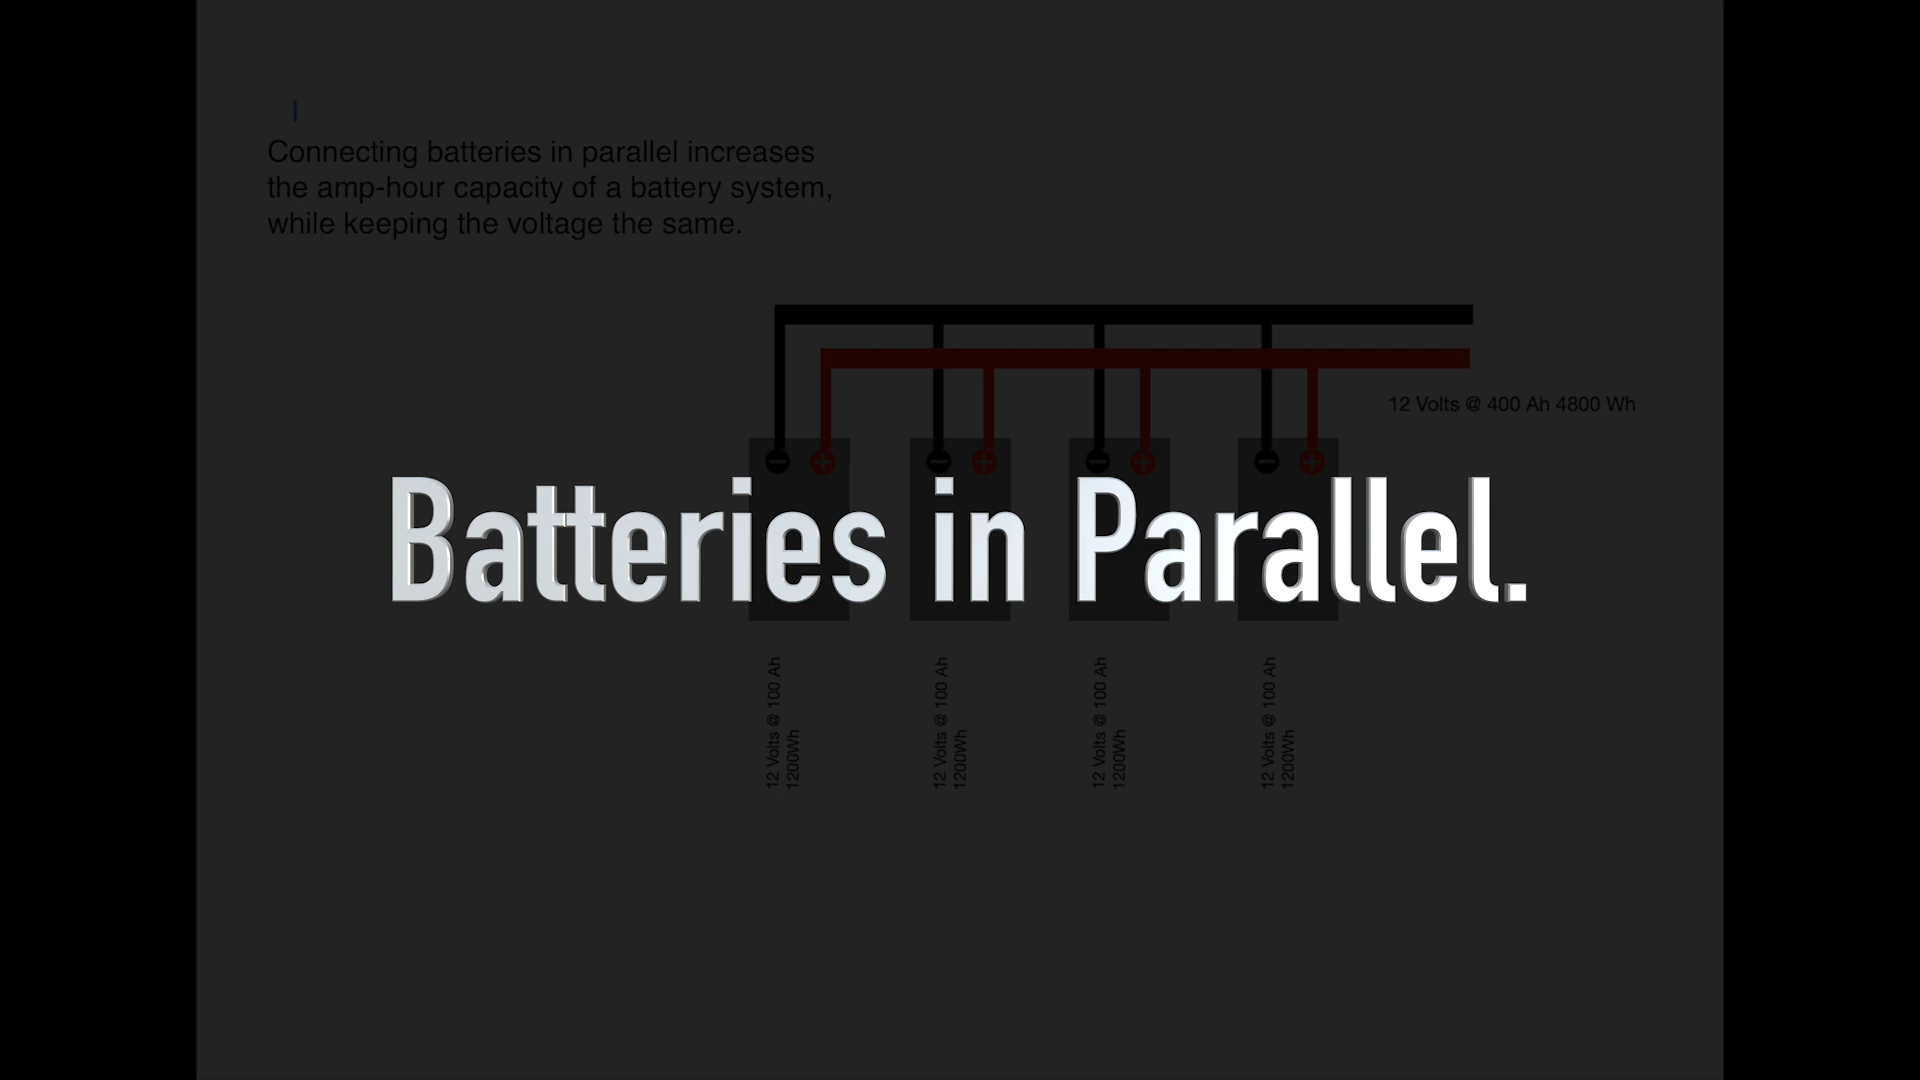 Connecting batteries in parallel increases
the amp-hour capacity of a battery system,
while keeping the voltage the same.
12 Volts @ 400 Ah 4800 Wh
Batteries in Parallel.
12 Volts @ 100 Ah
1200Wh
12 Volts @ 100 Ah
1200Wh
12 Volts @ 100 Ah
1200Wh
12 Volts @ 100 Ah
1200Wh